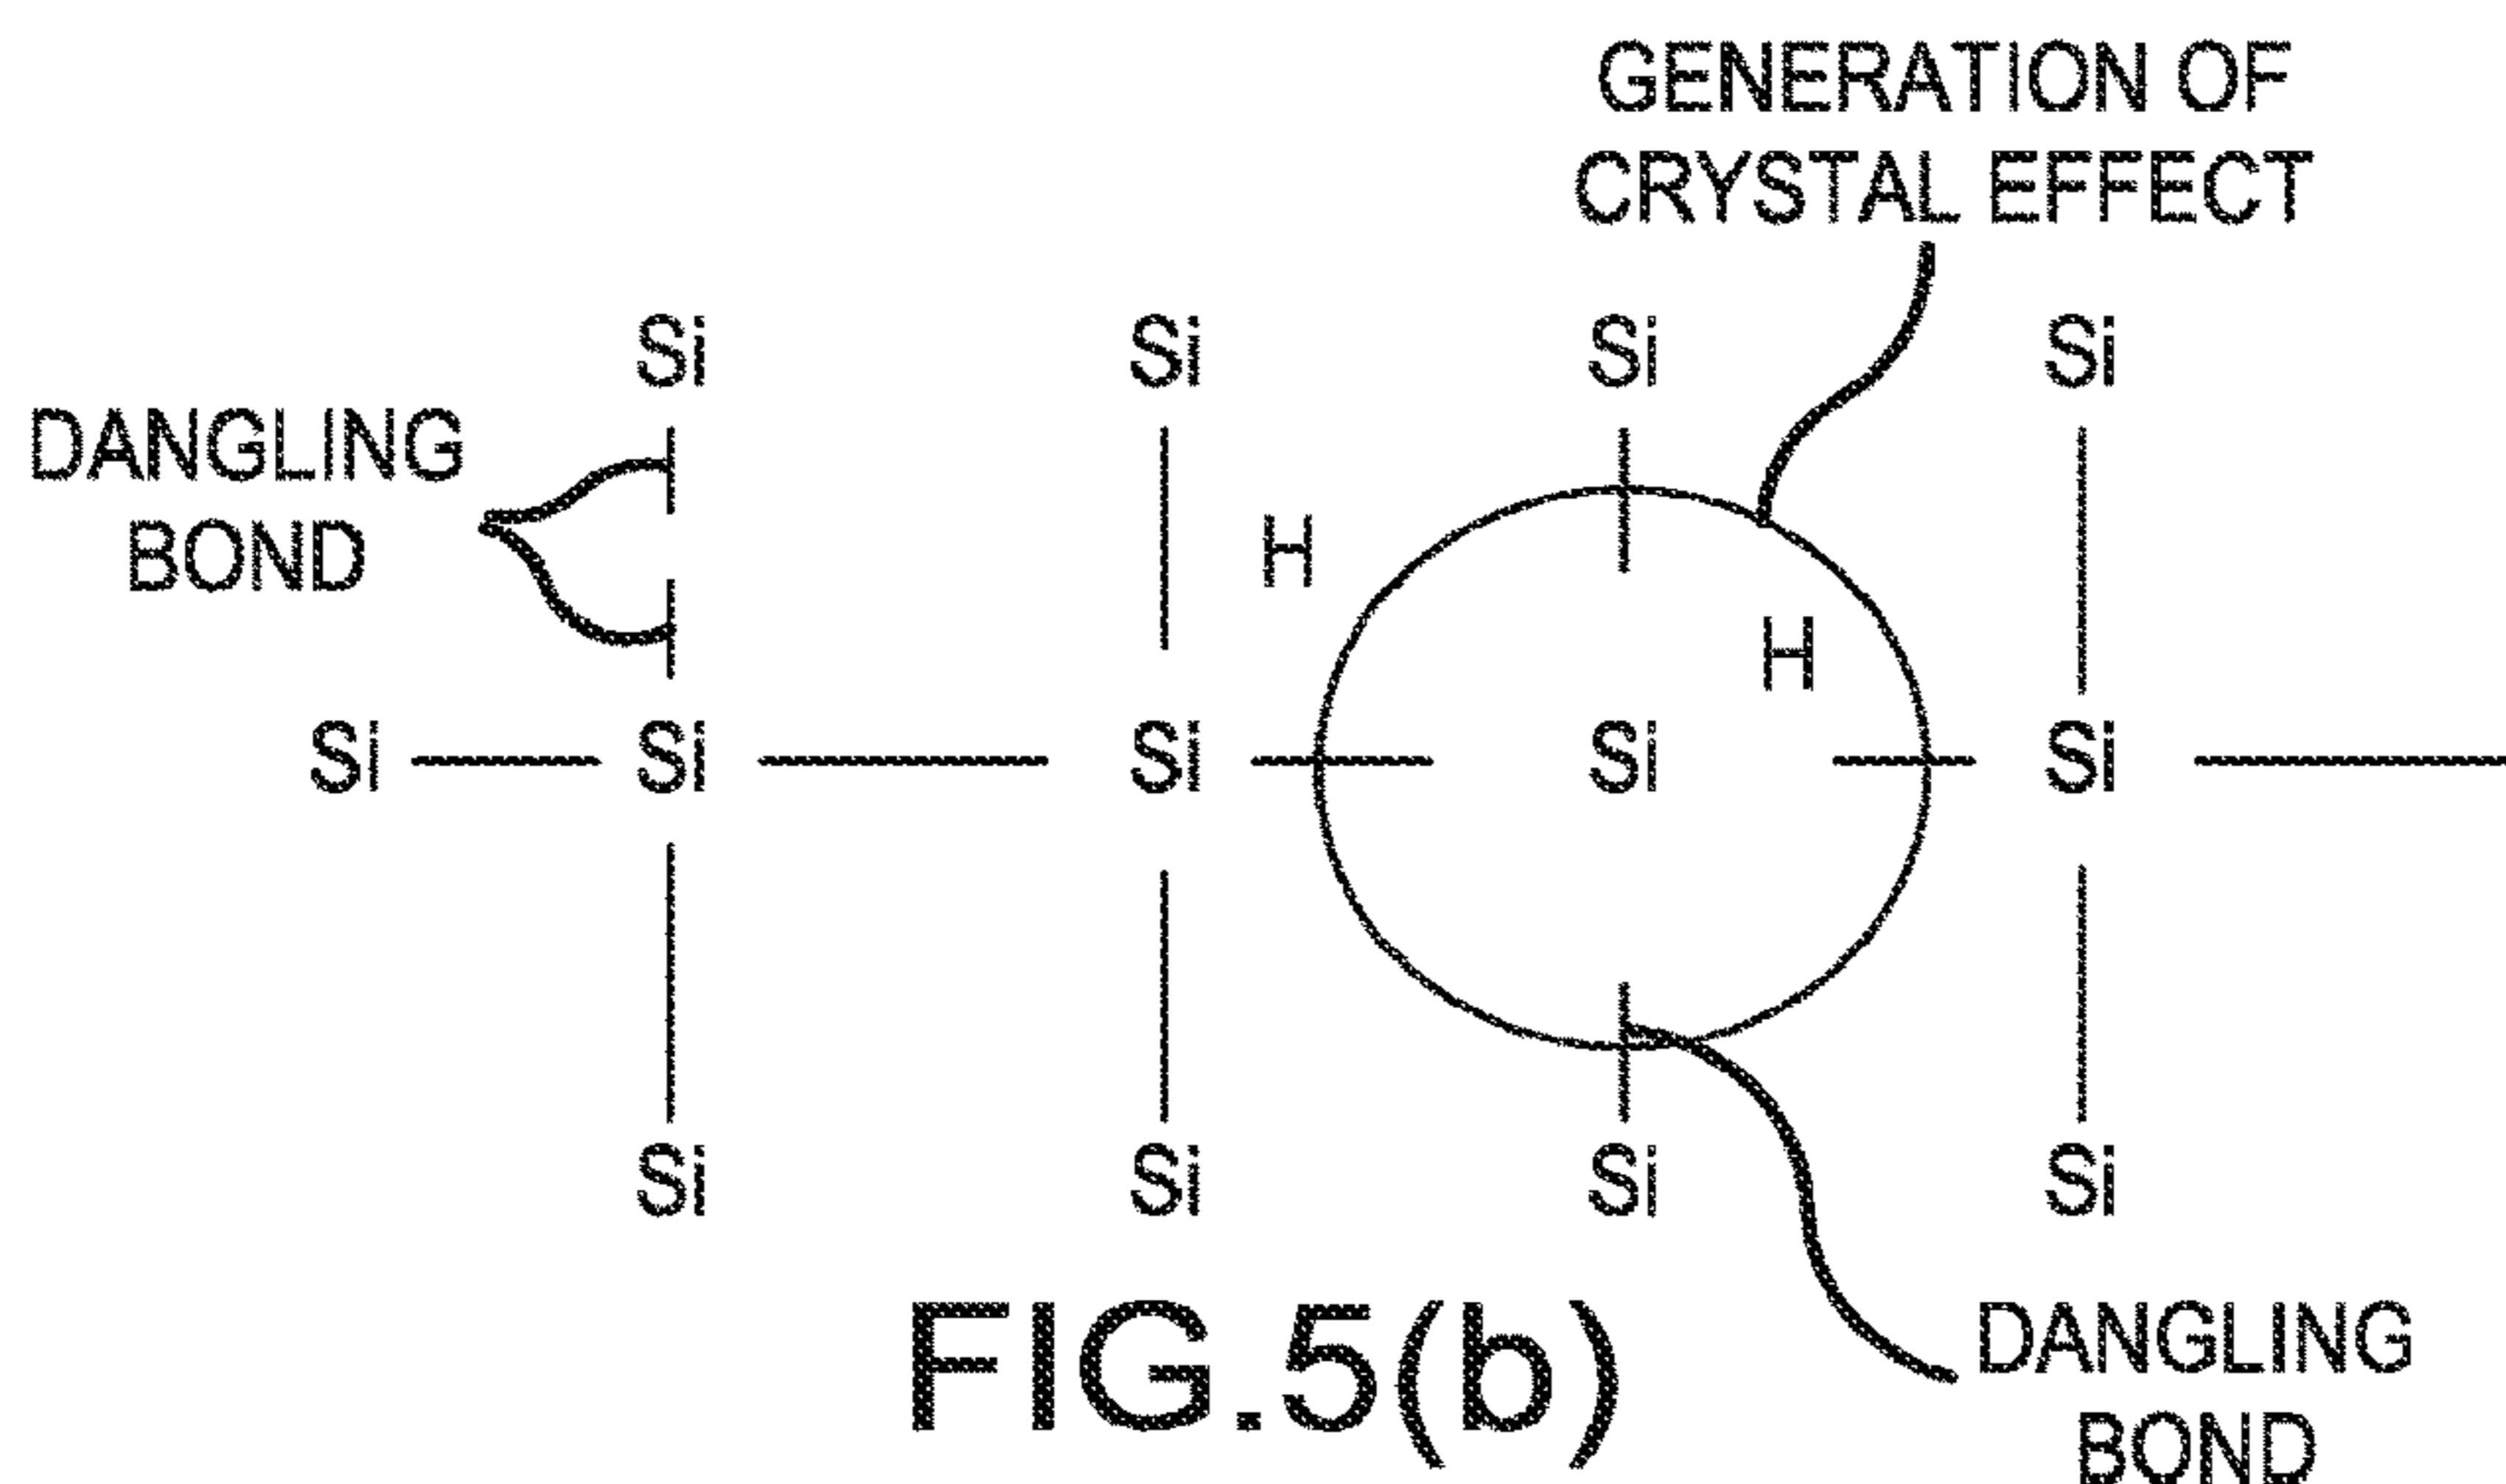 GENERATION OF
CRYSTAL EFFECT
Si Si Si Si
DANGLING
BOND
H
H
Si Si Si Si Si
Si Si Si Si
FIG.5(b)
DANGLING
BOND